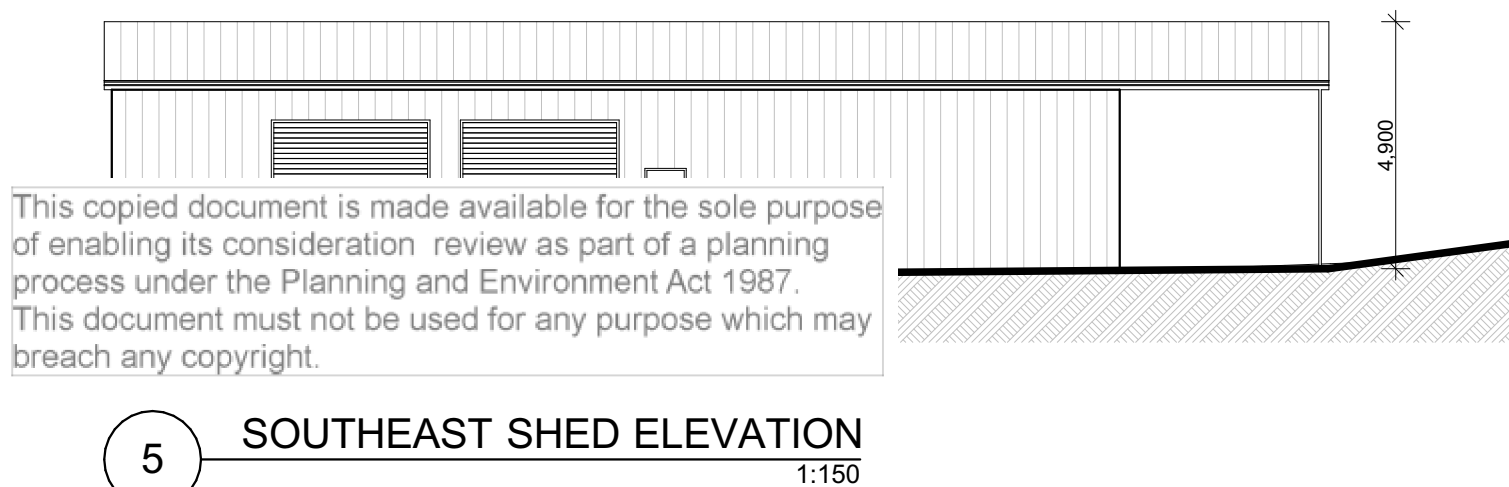 4,900
This copied document is made available for the sole purpose
of enabling its consideration  review as part of a planning
process under the Planning and Environment Act 1987.
This document must not be used for any purpose which may
breach any copyright.
5
SOUTHEAST SHED ELEVATION
1:150